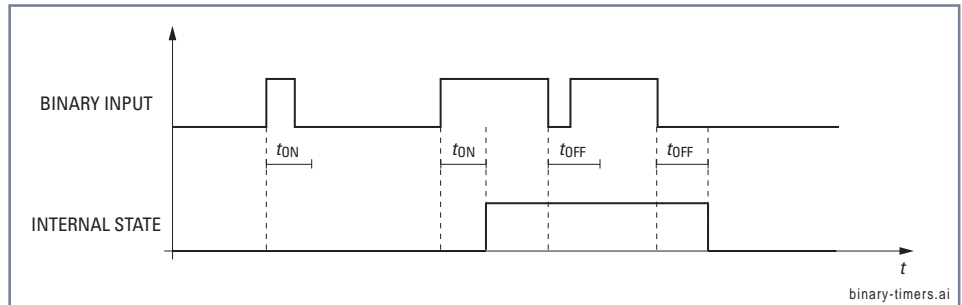 BINARY INPUT
tON
tON
tOFF
tOFF
INTERNAL STATE
t
binary-timers.ai